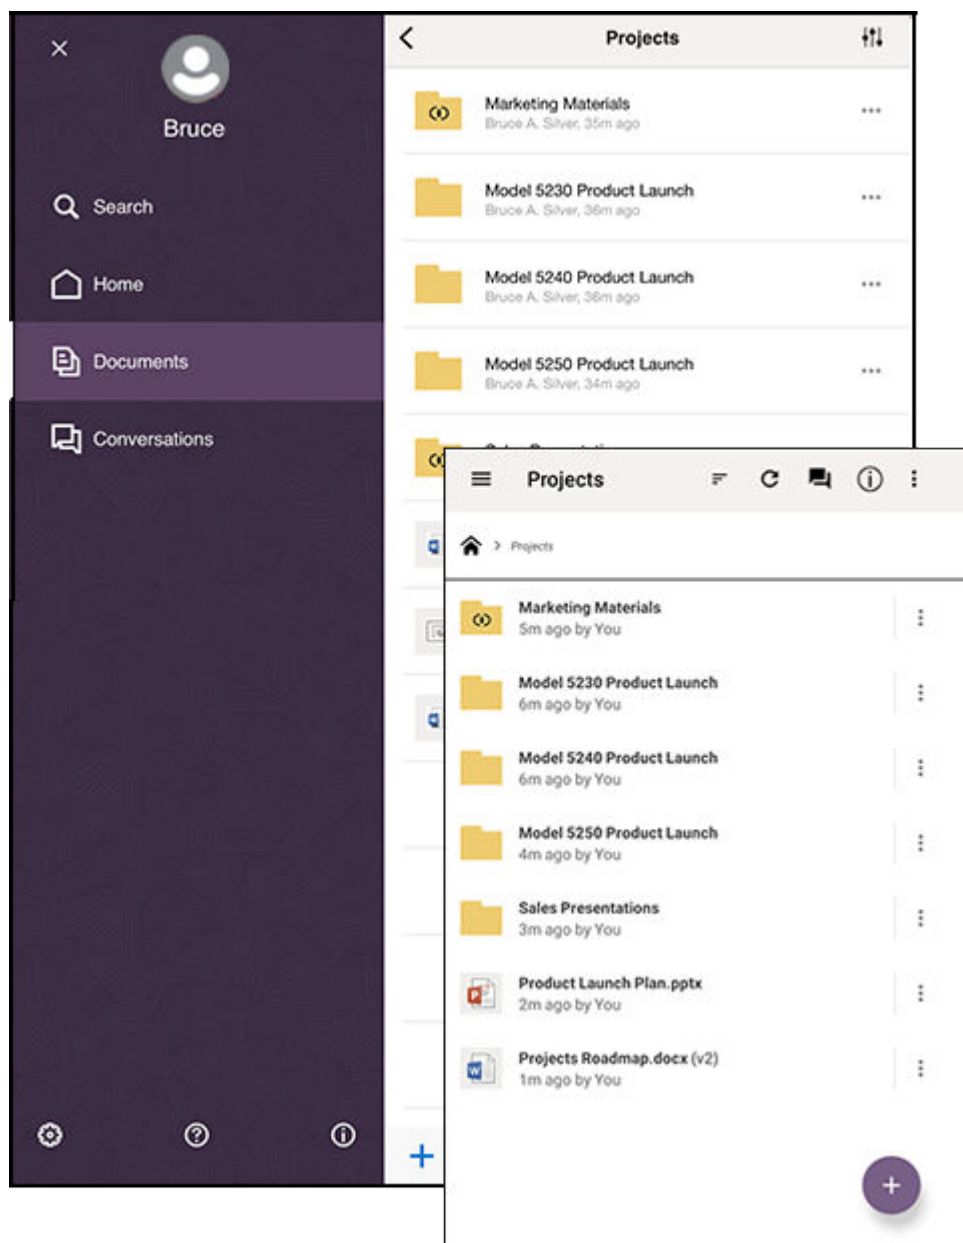 Bruce
Search
Home
Documents
Conversations
Projects
Marketing Materials
Bruce A. Silver, 35m ago
Model 5230 Product Launch
Bruce A. Silver, 36m ago
Model 5240 Product Launch
Bruce A. Silver, 36m ago
Model 5250 Product Launch
Bruce A. Silver, 34m ago
Projects
Projects
Marketing Materials
5m ago by You
Model 5230 Product Launch
6m ago by You
Model 5240 Product Launch
6m ago by You
Model 5250 Product Launch
4m ago by You
Sales Presentations
3m ago by You
Product Launch Plan.pptx
2m ago by You
Projects Roadmap.docx (v2)
1m ago by You